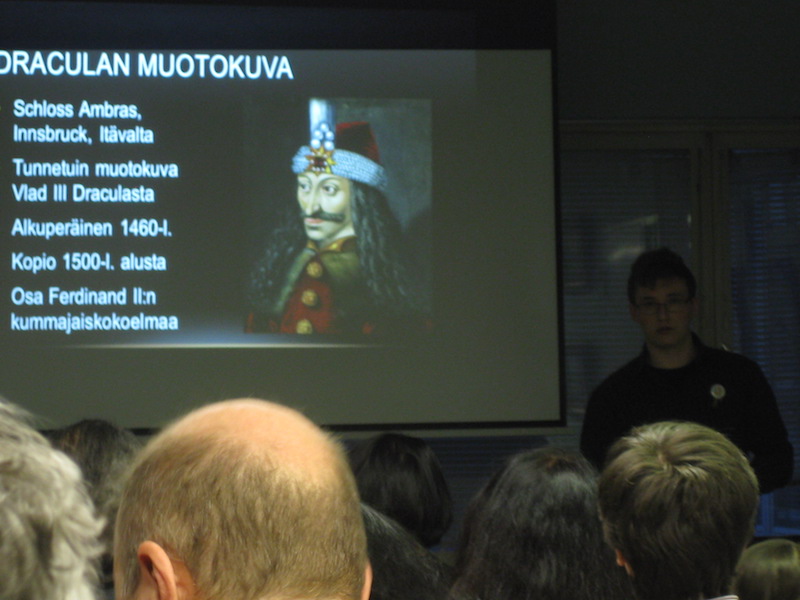 DRACULAN MUOTOKUVA
Schloss Ambras,
Innsbruck, Itävalta
Tunnetuin muotokuva
Vlad III Draculasta
Alkuperäinen 1460-l.
Kopio 1500-l. alusta
Osa Ferdinand II:n
kummajaiskokoelmaa